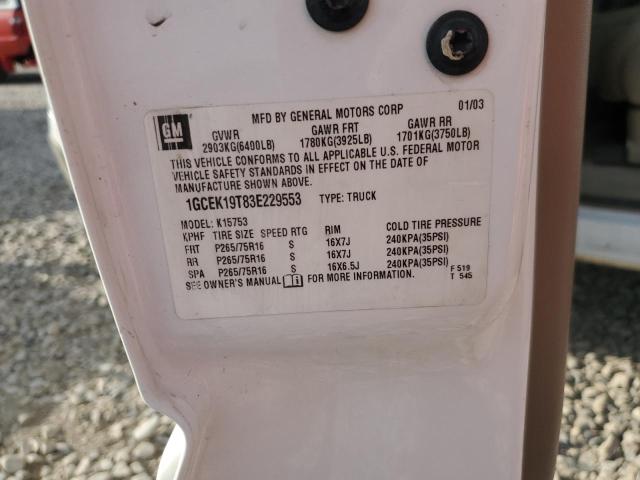 MFD BY GENERAL MOTORS CORP 01/03
GM
GVWR GAWR FRT GAWR RR
2903KG(6400LB) 1780KG(3925LB) 1701KG(3750LB)
THIS VEHICLE CONFORMS TO ALL APPLICABLE U.S. FEDERAL MOTOR
VEHICLE SAFETY STANDARDS IN EFFECT ON THE DATE OF
MANUFACTURE SHOWN ABOVE.
1GCEK19T83E229553 TYPE: TRUCK
MODEL: K15753
KPHF TIRE SIZE SPEED RTG RIM COLD TIRE PRESSURE
FRT P265/75R16 S 16X7J 240KPA(35PSI)
RR P265/75R16 S 16X7J 240KPA(35PSI)
SPA P265/75R16 S 16X6.5J 240KPA(35PSI)
SEE OWNER'S MANUAL FOR MORE INFORMATION.
F 519
T 545